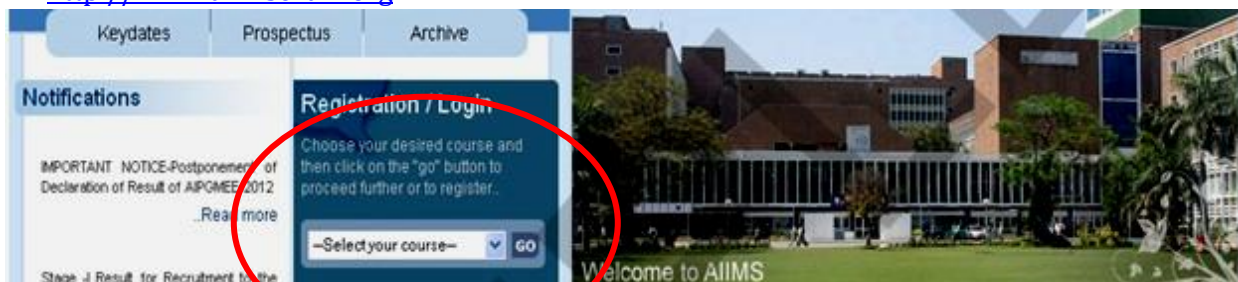 Keydates Prospectus Archive
Notifications
IMPORTANT NOTICE-Postponement of
Declaration of Result of AIPGMEE-2012
..Read more
Stage -I Result for Recruitment to the
Registration / Login
Choose your desired course and
then click on the "go" button to
proceed further or to register..
--Select your course-- GO
Welcome to AIIMS